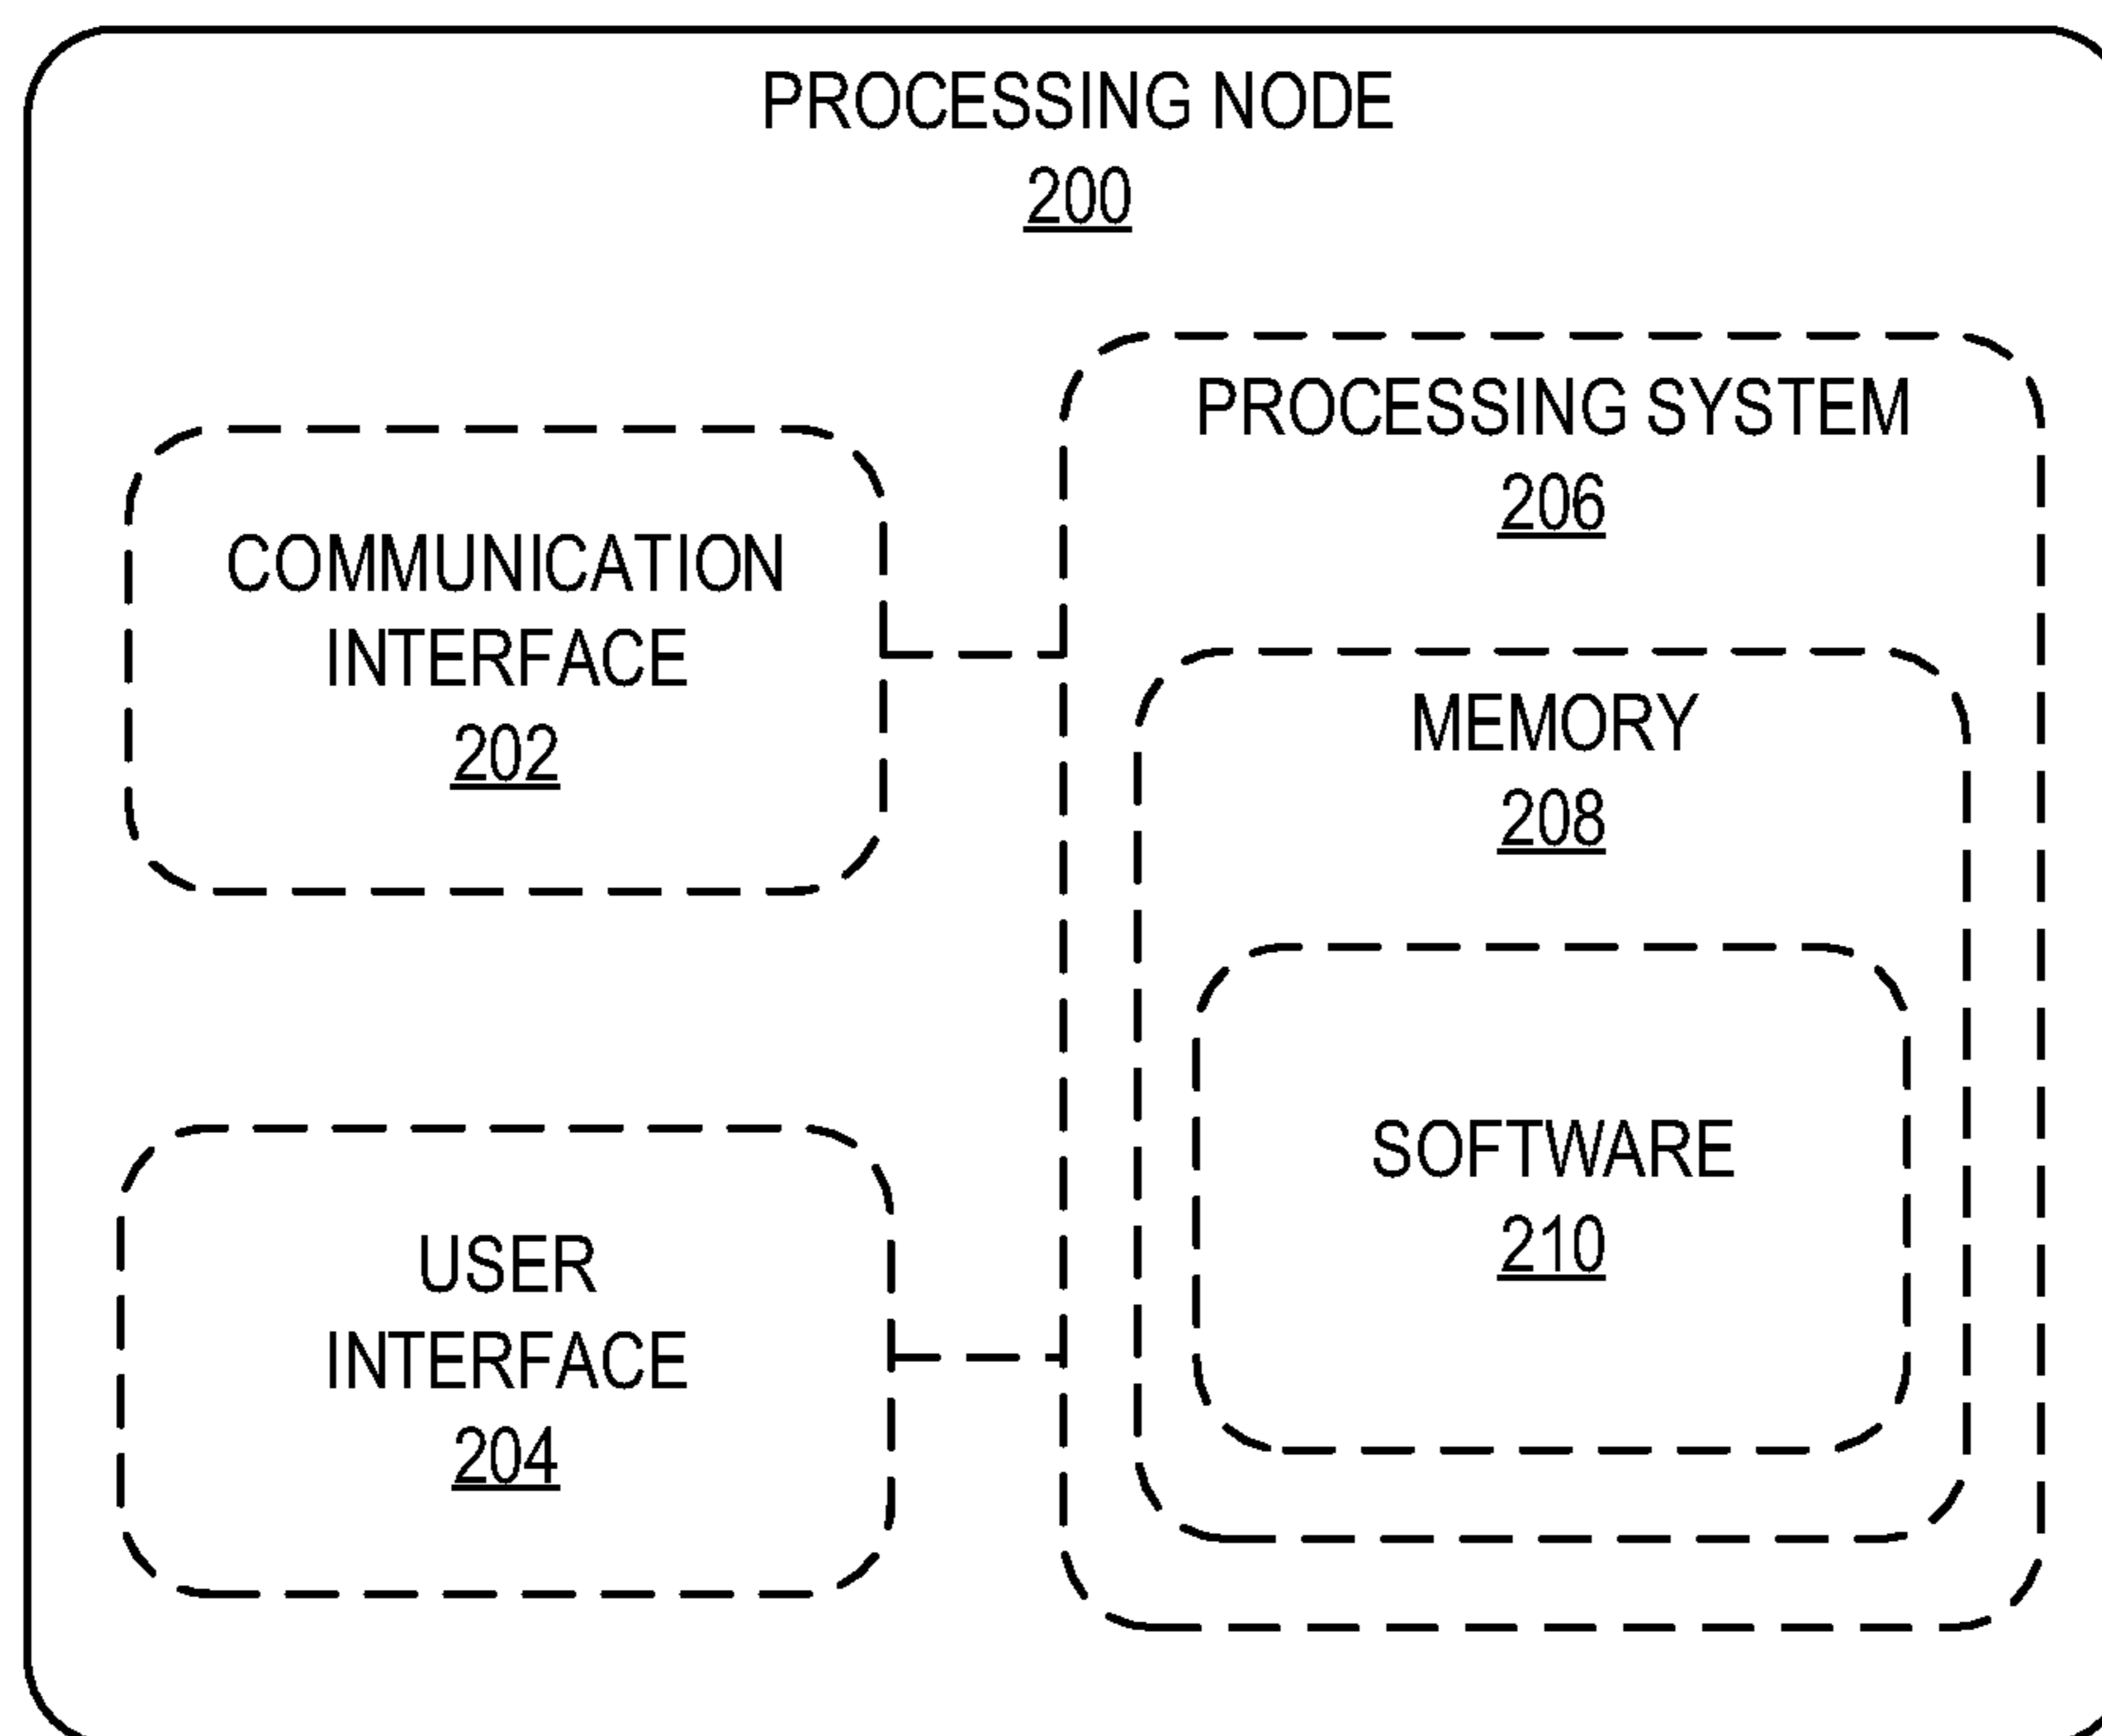 PROCESSING NODE
200
COMMUNICATION
INTERFACE
202
USER
INTERFACE
204
PROCESSING SYSTEM
206
MEMORY
208
SOFTWARE
210